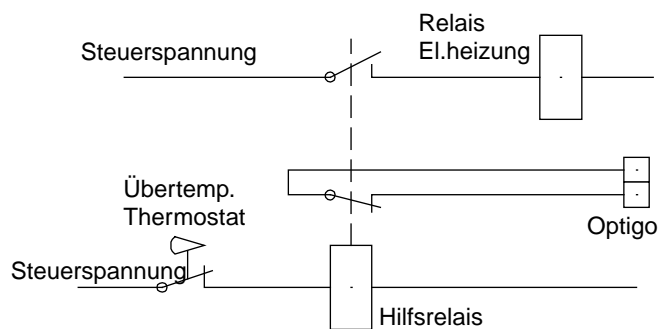 Relais
Steuerspannung
El.heizung
Übertemp.
Thermostat
Optigo
Steuerspannung
Hilfsrelais